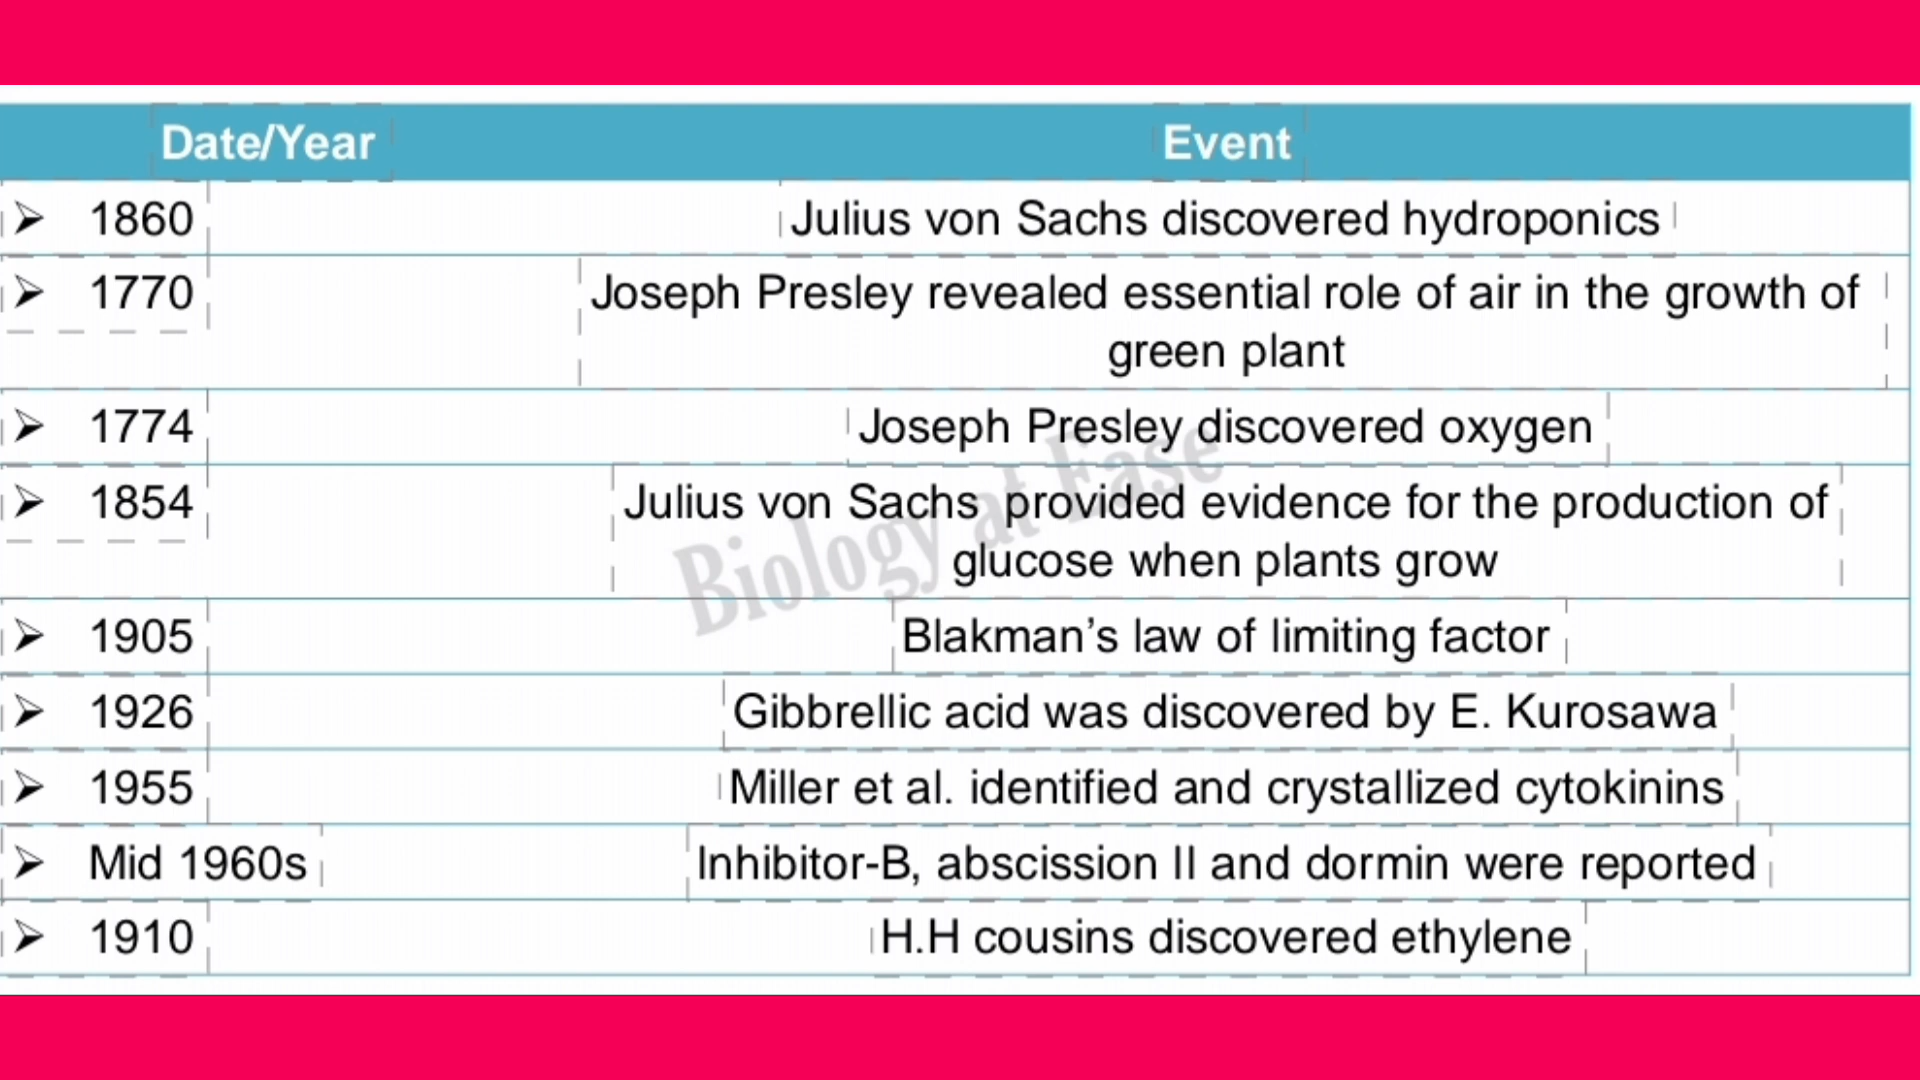 Date/Year Event
➢ 1860 Julius von Sachs discovered hydroponics
➢ 1770 Joseph Presley revealed essential role of air in the growth of
green plant
➢ 1774 Joseph Presley discovered oxygen
➢ 1854 Julius von Sachs provided evidence for the production of
glucose when plants grow
➢ 1905 Blakman’s law of limiting factor
➢ 1926 Gibbrellic acid was discovered by E. Kurosawa
➢ 1955 Miller et al. identified and crystallized cytokinins
➢ Mid 1960s Inhibitor-B, abscission II and dormin were reported
➢ 1910 H.H cousins discovered ethylene
Biology at Ease